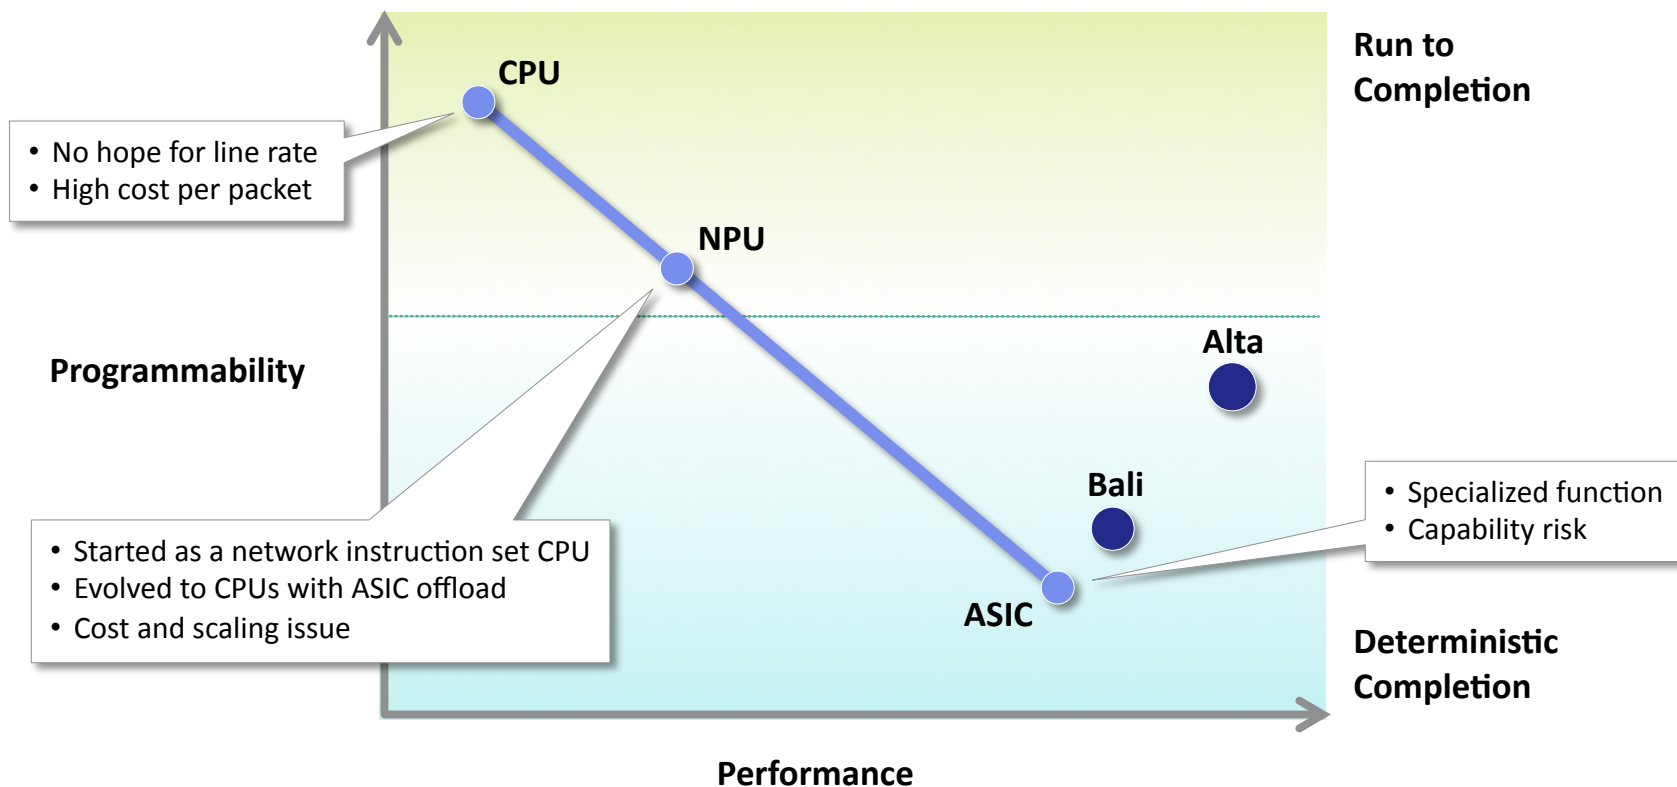 CPU
Run to
Completion
• No hope for line rate
• High cost per packet
NPU
Programmability
Alta
Bali
• Specialized function
• Capability risk
• Started as a network instruction set CPU
• Evolved to CPUs with ASIC offload
• Cost and scaling issue
ASIC
Deterministic
Completion
Performance